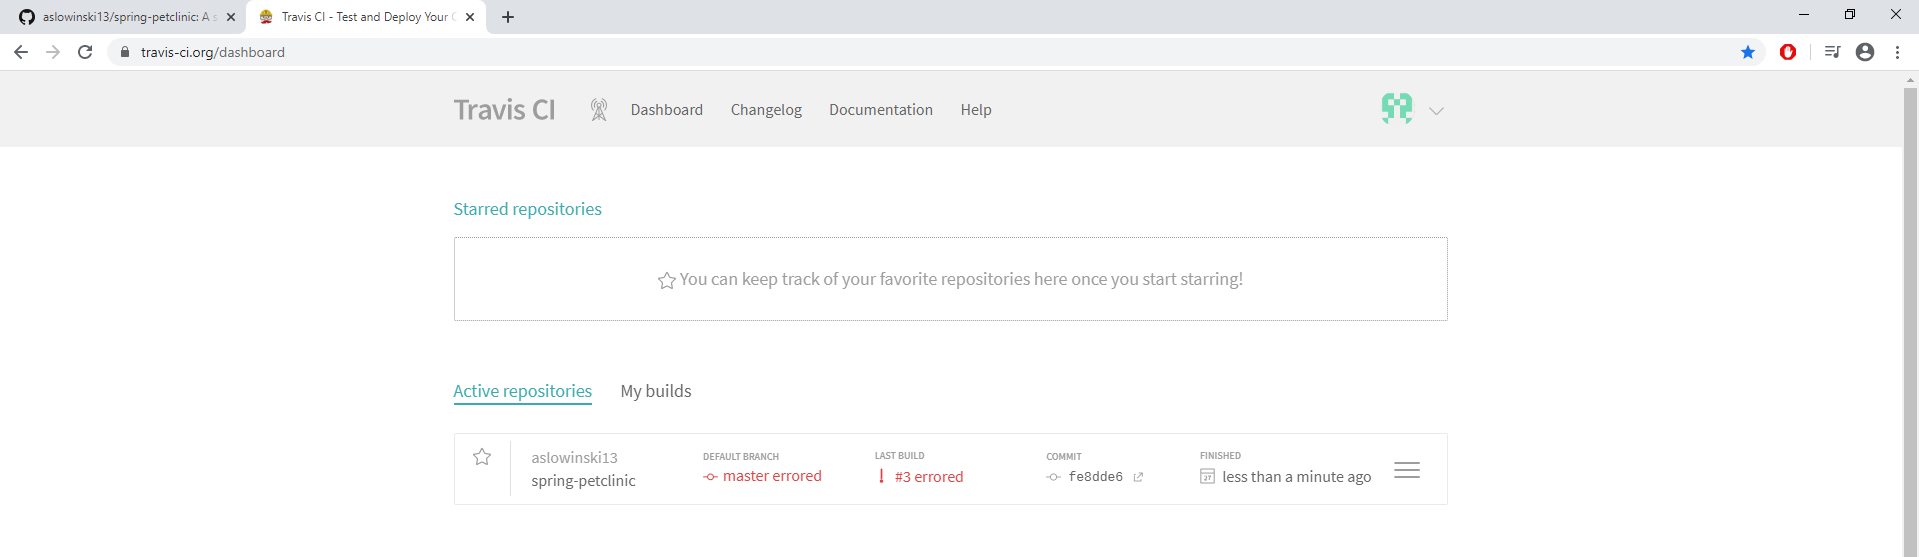 aslowinski13/spring-petclinic: A s
Travis CI - Test and Deploy Your C
travis-ci.org/dashboard
Travis CI
Dashboard
Changelog
Documentation
Help
Starred repositories
You can keep track of your favorite repositories here once you start starring!
Active repositories
My builds
aslowinski13
spring-petclinic
DEFAULT BRANCH
master errored
LAST BUILD
#3 errored
COMMIT
fe8dde6
FINISHED
27
less than a minute ago